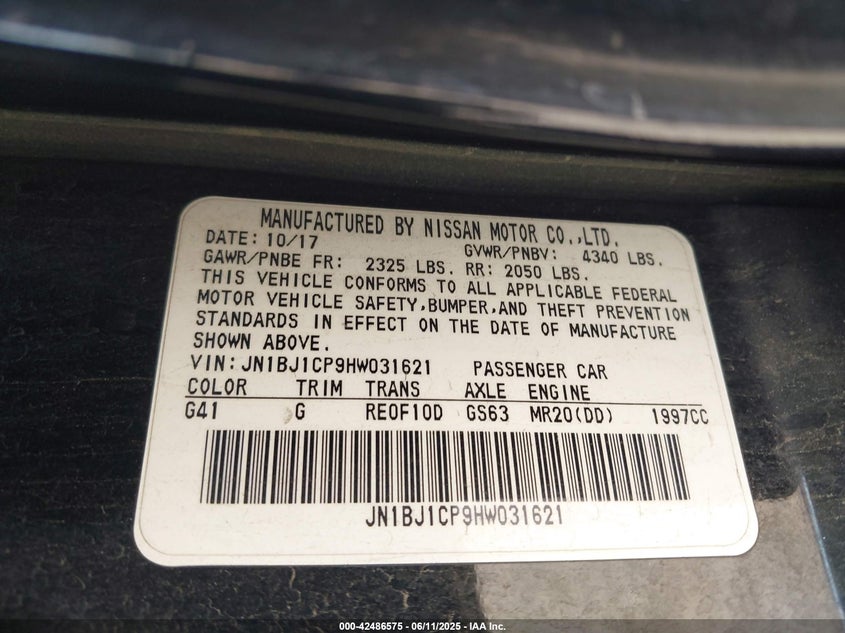 MANUFACTURED BY NISSAN MOTOR CO.,LTD.
DATE: 10/17 GVWR/PNBV: 4340 LBS.
GAWR/PNBE FR: 2325 LBS. RR: 2050 LBS.
THIS VEHICLE CONFORMS TO ALL APPLICABLE FEDERAL
MOTOR VEHICLE SAFETY,BUMPER,AND THEFT PREVENTION
STANDARDS IN EFFECT ON THE DATE OF MANUFACTURE
SHOWN ABOVE.
VIN:JN1BJ1CP9HW031621 PASSENGER CAR
COLOR TRIM TRANS AXLE ENGINE
G41 G RE0F10D GS63 MR20(DD) 1997CC
JN1BJ1CP9HW031621
000-42486575 - 06/11/2025 - IAA Inc.